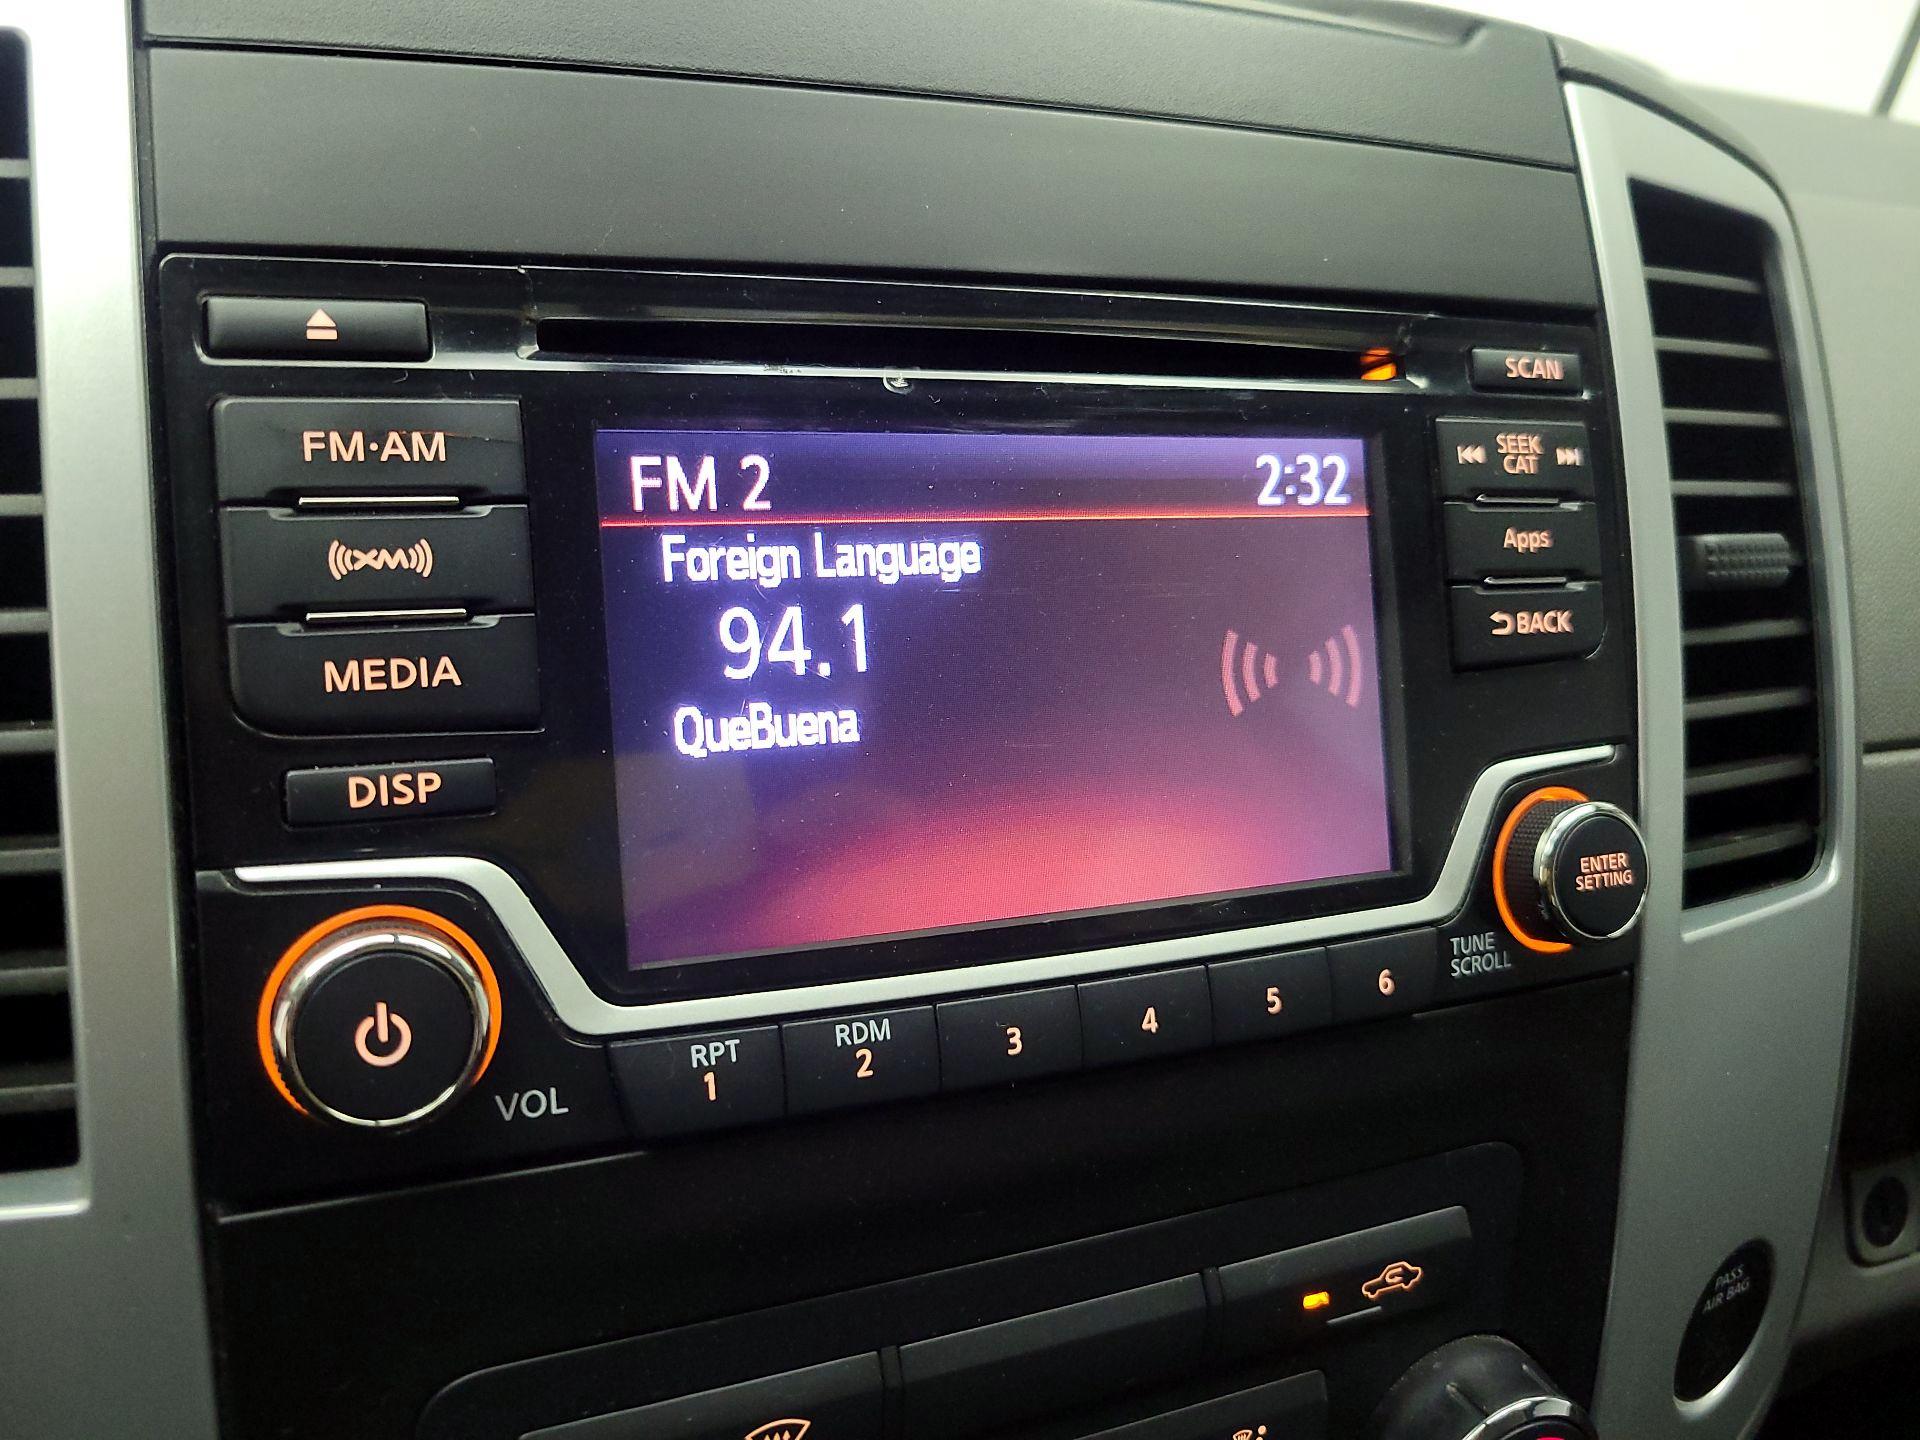 SCAN
FM·AM
SEEK
CAT
FM 2
2:32
Foreign Language
Apps
XM
94.1
BACK
MEDIA
QueBuena
DISP
ENTER
SETTING
TUNE
SCROLL
VOL
RPT
1
RDM
2
3
4
5
6
PASS
AIR BAG